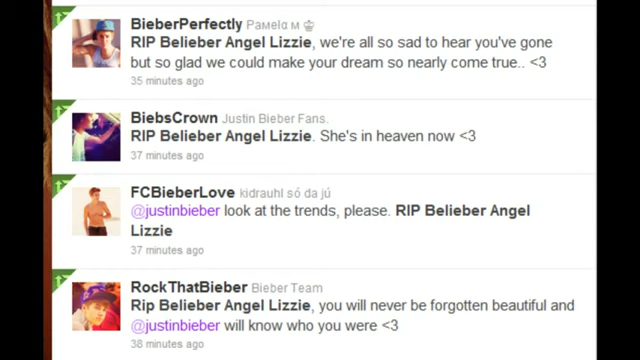 BieberPerfectly Pamela м ♔
RIP Belieber Angel Lizzie, we're all so sad to hear you've gone
but so glad we could make your dream so nearly come true.. <3
35 minutes ago
BiebsCrown Justin Bieber Fans.
RIP Belieber Angel Lizzie. She's in heaven now <3
37 minutes ago
FCBieberLove kidrauhl só da jú
@justinbieber look at the trends, please. RIP Belieber Angel
Lizzie
37 minutes ago
RockThatBieber Bieber Team
Rip Belieber Angel Lizzie, you will never be forgotten beautiful and
@justinbieber will know who you were <3
38 minutes ago